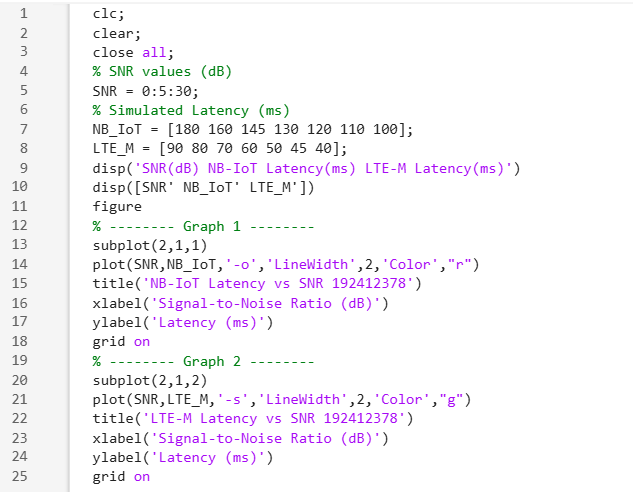 1 clc;
2 clear;
3 close all;
4 % SNR values (dB)
5 SNR = 0:5:30;
6 % Simulated Latency (ms)
7 NB_IoT = [180 160 145 130 120 110 100];
8 LTE_M = [90 80 70 60 50 45 40];
9 disp('SNR(dB) NB-IoT Latency(ms) LTE-M Latency(ms)')
10 disp([SNR' NB_IoT' LTE_M'])
11 figure
12 % -------- Graph 1 --------
13 subplot(2,1,1)
14 plot(SNR,NB_IoT,'-o','LineWidth',2,'Color',"r")
15 title('NB-IoT Latency vs SNR 192412378')
16 xlabel('Signal-to-Noise Ratio (dB)')
17 ylabel('Latency (ms)')
18 grid on
19 % -------- Graph 2 --------
20 subplot(2,1,2)
21 plot(SNR,LTE_M,'-s','LineWidth',2,'Color',"g")
22 title('LTE-M Latency vs SNR 192412378')
23 xlabel('Signal-to-Noise Ratio (dB)')
24 ylabel('Latency (ms)')
25 grid on